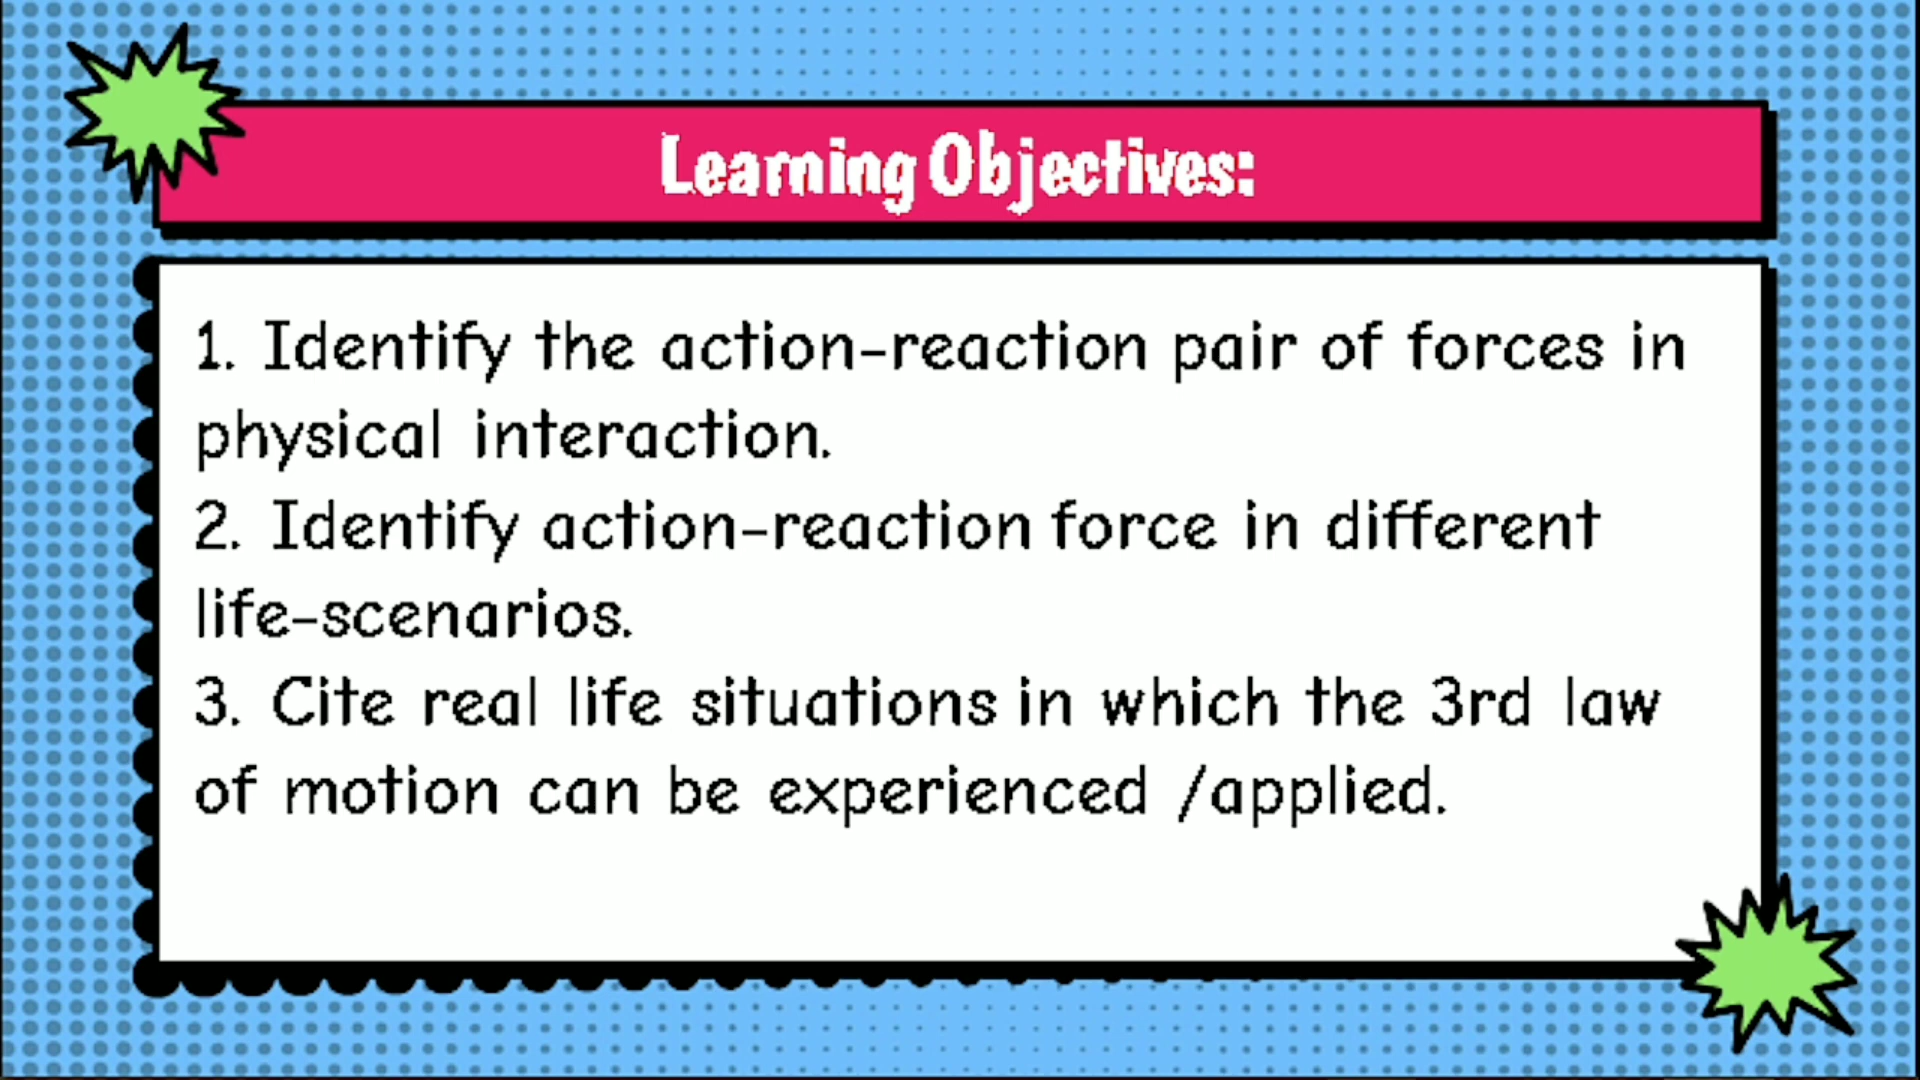 Learning Objectives:
1. Identify the action-reaction pair of forces in
physical interaction.
2. Identify action-reaction force in different
life-scenarios.
3. Cite real life situations in which the 3rd law
of motion can be experienced /applied.